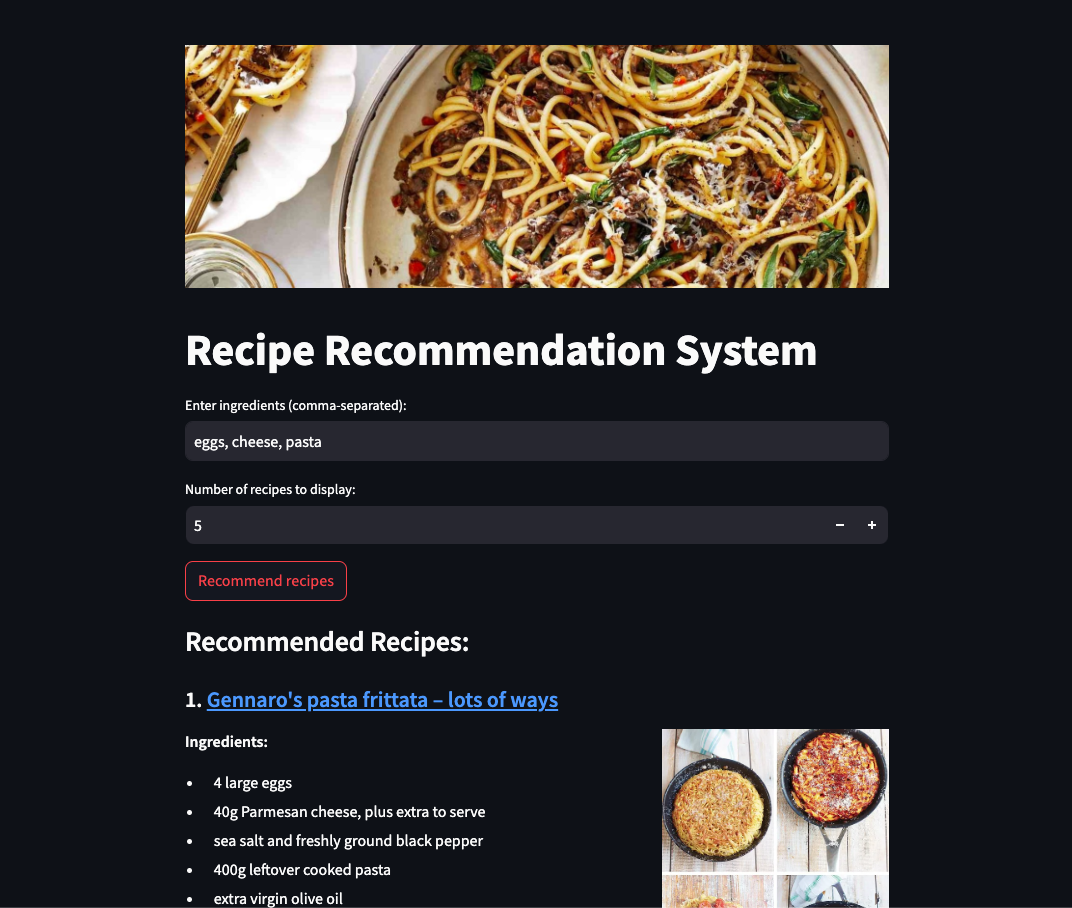 Recipe Recommendation System
Enter ingredients (comma-separated):
eggs, cheese, pasta
Number of recipes to display:
5
Recommend recipes
Recommended Recipes:
1. Gennaro's pasta frittata – lots of ways
Ingredients:
• 4 large eggs
• 40g Parmesan cheese, plus extra to serve
• sea salt and freshly ground black pepper
• 400g leftover cooked pasta
• extra virgin olive oil